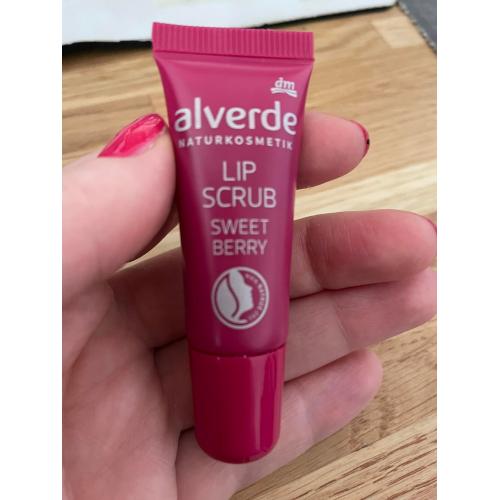 dm
alverde
NATURKOSMETIK
LIP
SCRUB
SWEET
BERRY